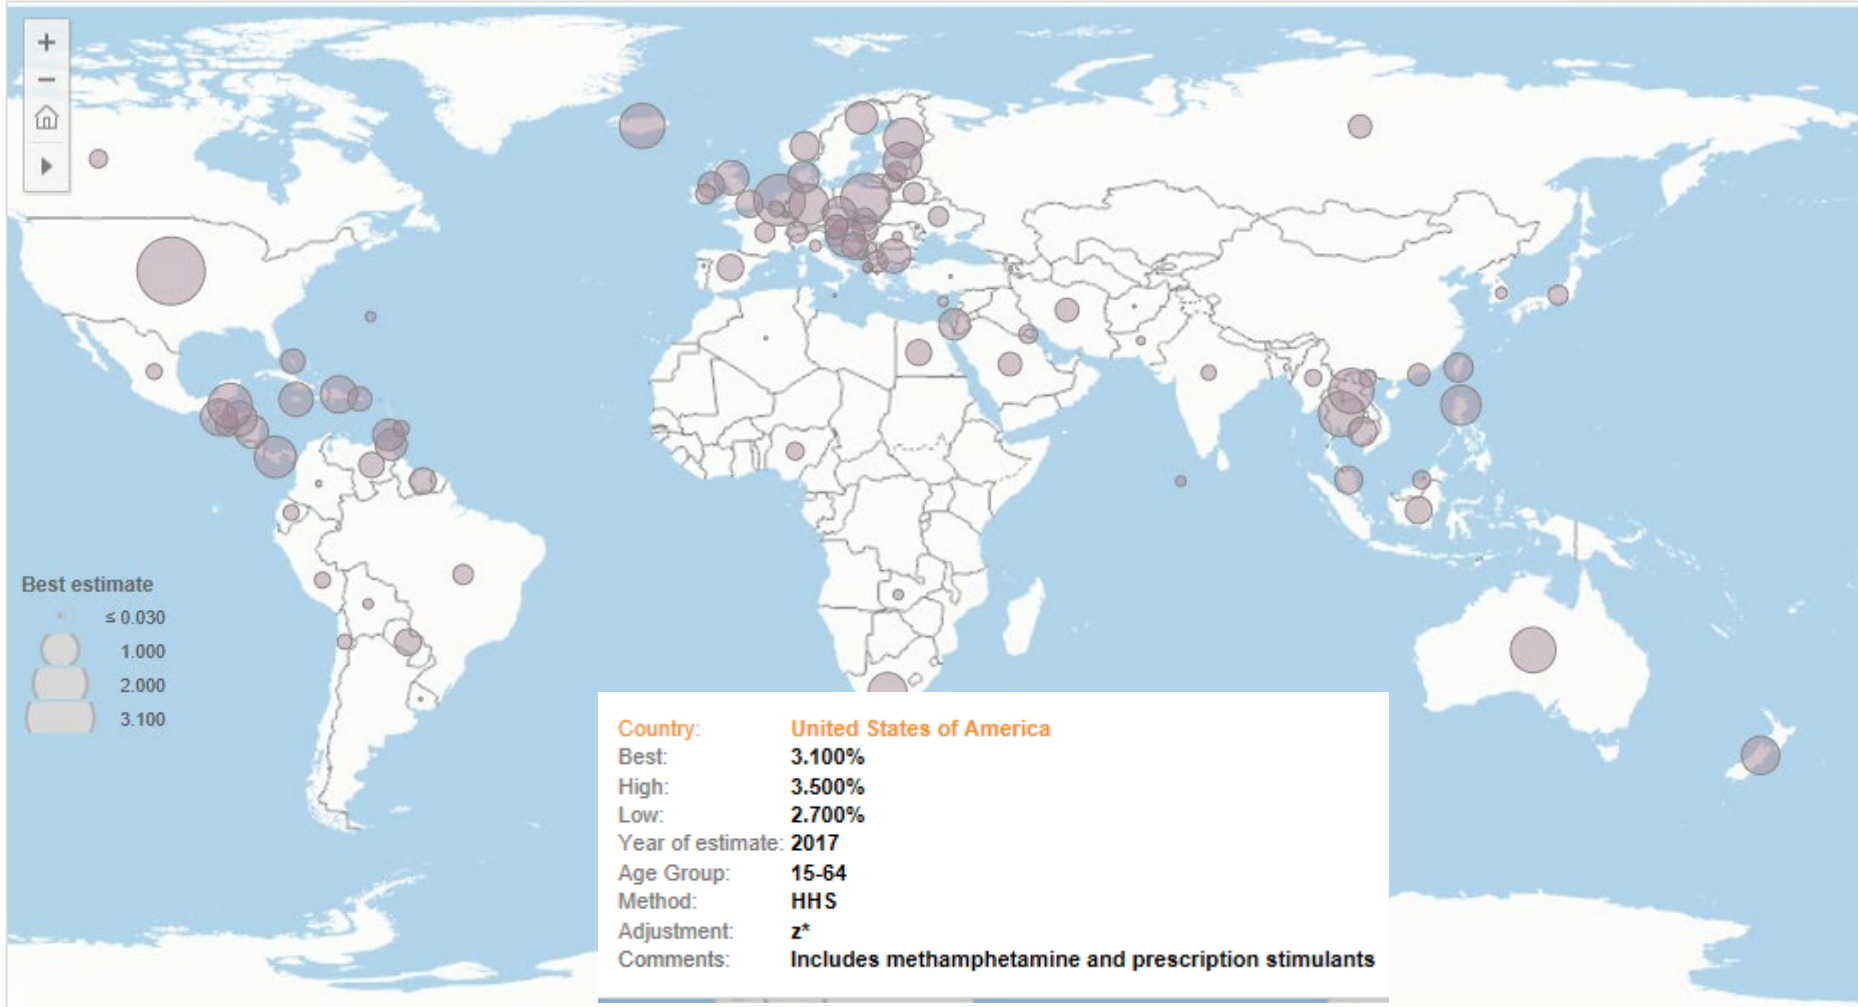 +
−
Best estimate
≤ 0.030
1.000
2.000
3.100
Country: United States of America
Best: 3.100%
High: 3.500%
Low: 2.700%
Year of estimate: 2017
Age Group: 15-64
Method: HHS
Adjustment: z*
Comments: Includes methamphetamine and prescription stimulants